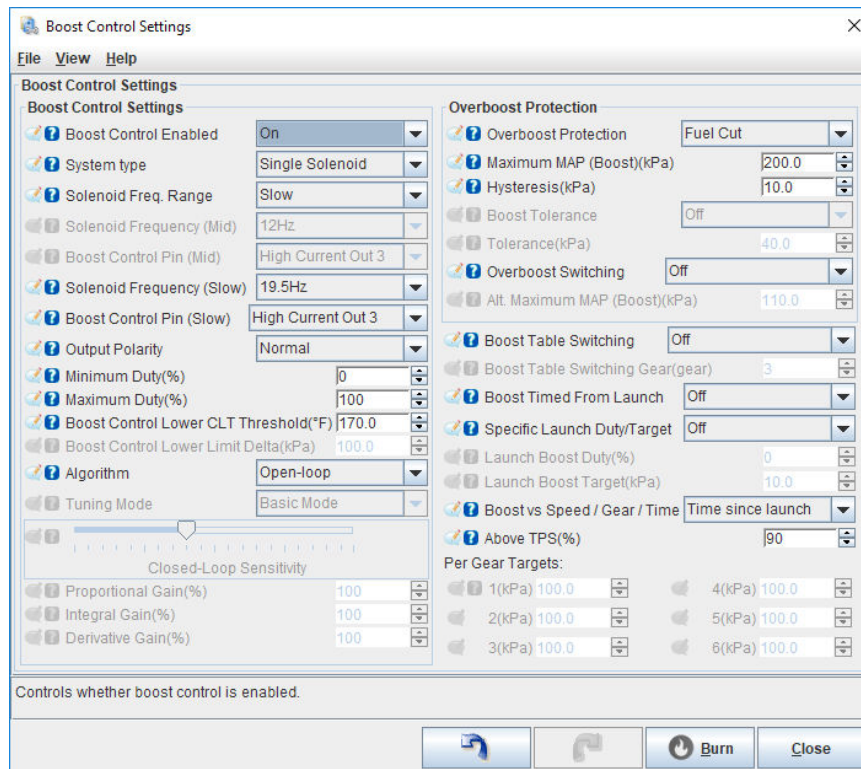 Boost Control Settings
File View Help
Boost Control Settings
Boost Control Settings
Boost Control Enabled On
System type Single Solenoid
Solenoid Freq. Range Slow
Solenoid Frequency (Mid) 12Hz
Boost Control Pin (Mid) High Current Out 3
Solenoid Frequency (Slow) 19.5Hz
Boost Control Pin (Slow) High Current Out 3
Output Polarity Normal
Minimum Duty(%) 0
Maximum Duty(%) 100
Boost Control Lower CLT Threshold(°F) 170.0
Boost Control Lower Limit Delta(kPa) 100.0
Algorithm Open-loop
Tuning Mode Basic Mode
Closed-Loop Sensitivity
Proportional Gain(%) 100
Integral Gain(%) 100
Derivative Gain(%) 100
Overboost Protection
Overboost Protection Fuel Cut
Maximum MAP (Boost)(kPa) 200.0
Hysteresis(kPa) 10.0
Boost Tolerance Off
Tolerance(kPa) 40.0
Overboost Switching Off
Alt. Maximum MAP (Boost)(kPa) 110.0
Boost Table Switching Off
Boost Table Switching Gear(gear) 3
Boost Timed From Launch Off
Specific Launch Duty/Target Off
Launch Boost Duty(%) 0
Launch Boost Target(kPa) 10.0
Boost vs Speed / Gear / Time Time since launch
Above TPS(%) 90
Per Gear Targets:
1(kPa) 100.0 4(kPa) 100.0
2(kPa) 100.0 5(kPa) 100.0
3(kPa) 100.0 6(kPa) 100.0
Controls whether boost control is enabled.
Burn Close